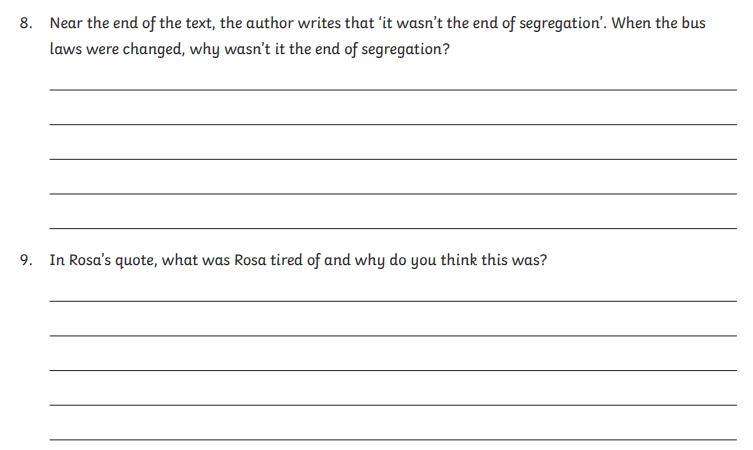 8. Near the end of the text, the author writes that ‘it wasn’t the end of segregation’. When the bus
laws were changed, why wasn’t it the end of segregation?
9. In Rosa’s quote, what was Rosa tired of and why do you think this was?